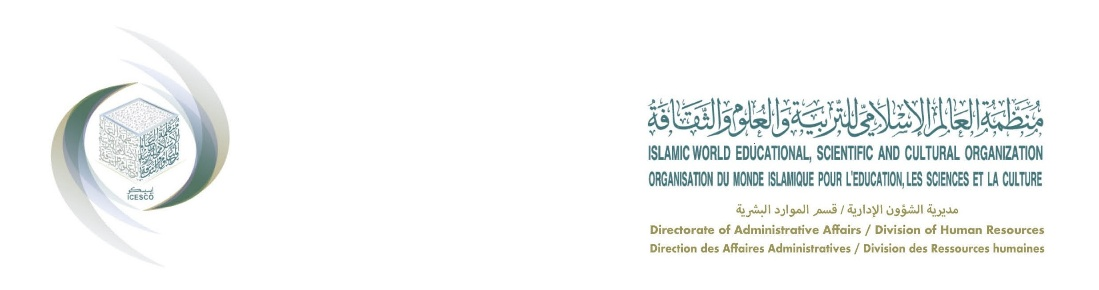 إيسيسكو
ICESCO
منظمة العالم الإسلامي للتربية والعلوم والثقافة
ISLAMIC WORLD EDUCATIONAL, SCIENTIFIC AND CULTURAL ORGANIZATION
ORGANISATION DU MONDE ISLAMIQUE POUR L'EDUCATION, LES SCIENCES ET LA CULTURE
مديرية الشؤون الإدارية / قسم الموارد البشرية
Directorate of Administrative Affairs / Division of Human Resources
Direction des Affaires Administratives / Division des Ressources humaines